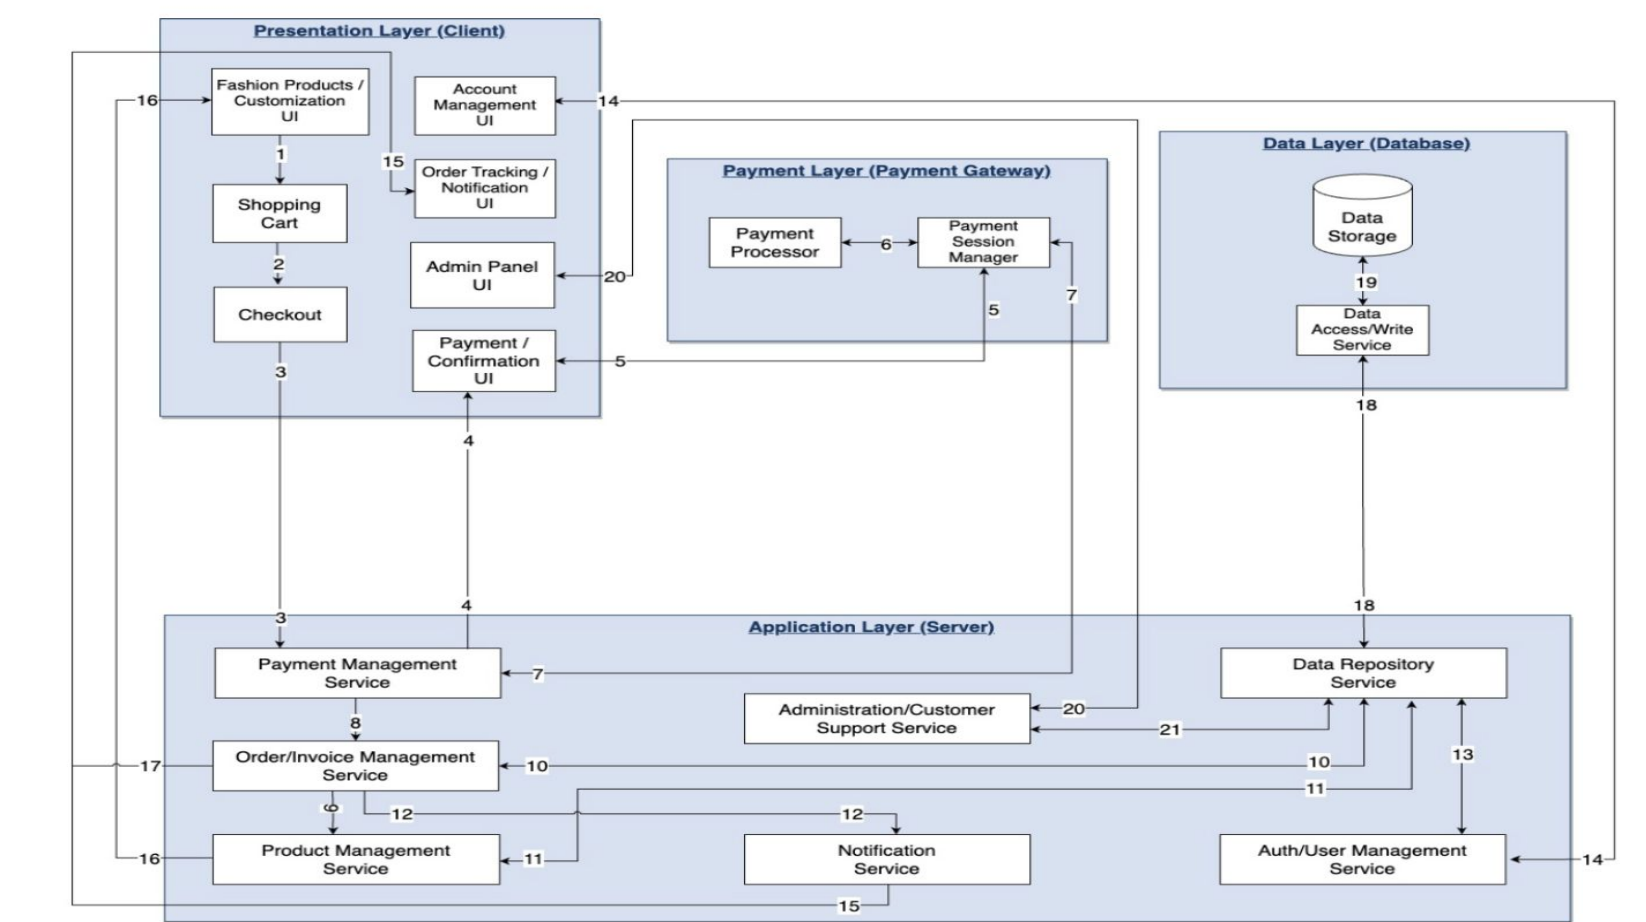 Presentation Layer (Client)
Fashion Products /
Customization
UI
Account
Management
UI
16
14
1
15
Order Tracking /
Notification
UI
Shopping
Cart
2
Admin Panel
UI
20
Checkout
Payment /
Confirmation
UI
3
5
4
Payment Layer (Payment Gateway)
Payment
Processor
6
Payment
Session
Manager
7
5
Data Layer (Database)
Data
Storage
19
Data
Access/Write
Service
18
3
4
18
Application Layer (Server)
Payment Management
Service
7
Data Repository
Service
Administration/Customer
Support Service
20
21
8
Order/Invoice Management
Service
17
10
10
13
11
9
12
12
Product Management
Service
16
11
Notification
Service
Auth/User Management
Service
14
15